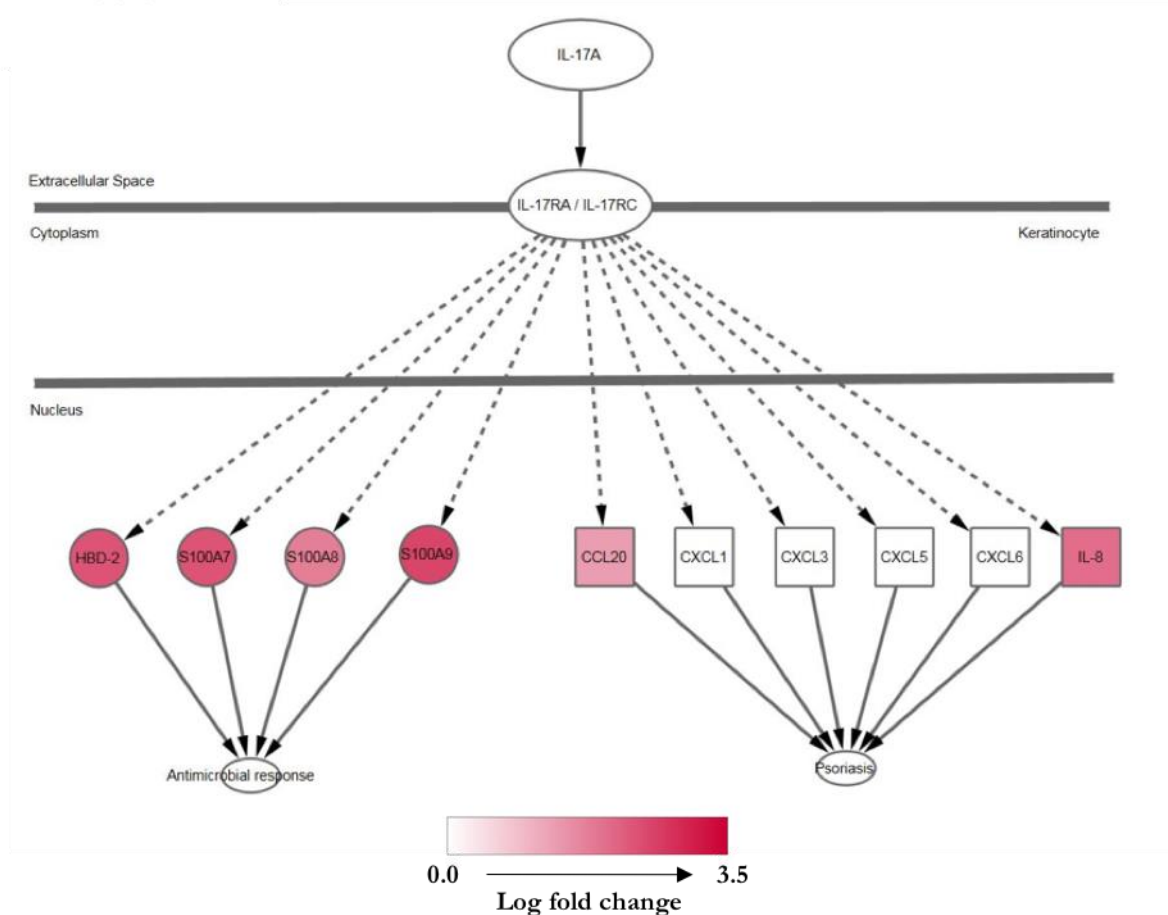 IL-17A
Extracellular Space
IL-17RA / IL-17RC
Cytoplasm
Keratinocyte
Nucleus
HBD-2
S100A7
S100A8
S100A9
CCL20
CXCL1
CXCL3
CXCL5
CXCL6
IL-8
Antimicrobial response
Psoriasis
0.0
3.5
Log fold change